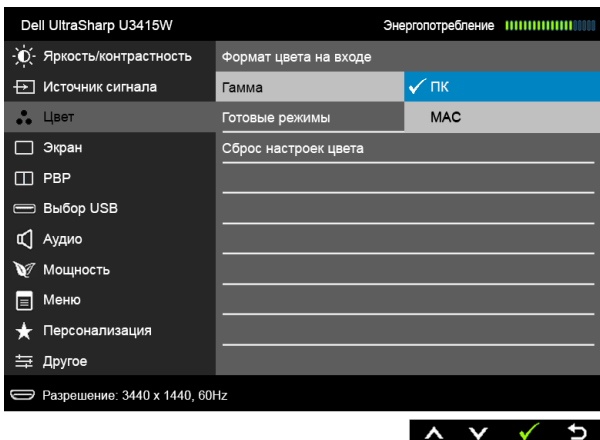 Dell UltraSharp U3415W Энергопотребление
Яркость/контрастность Формат цвета на входе
Источник сигнала Гамма ПК
Цвет Готовые режимы MAC
Экран Сброс настроек цвета
PBP
Выбор USB
Аудио
Мощность
Меню
Персонализация
Другое
Разрешение: 3440 x 1440, 60Hz